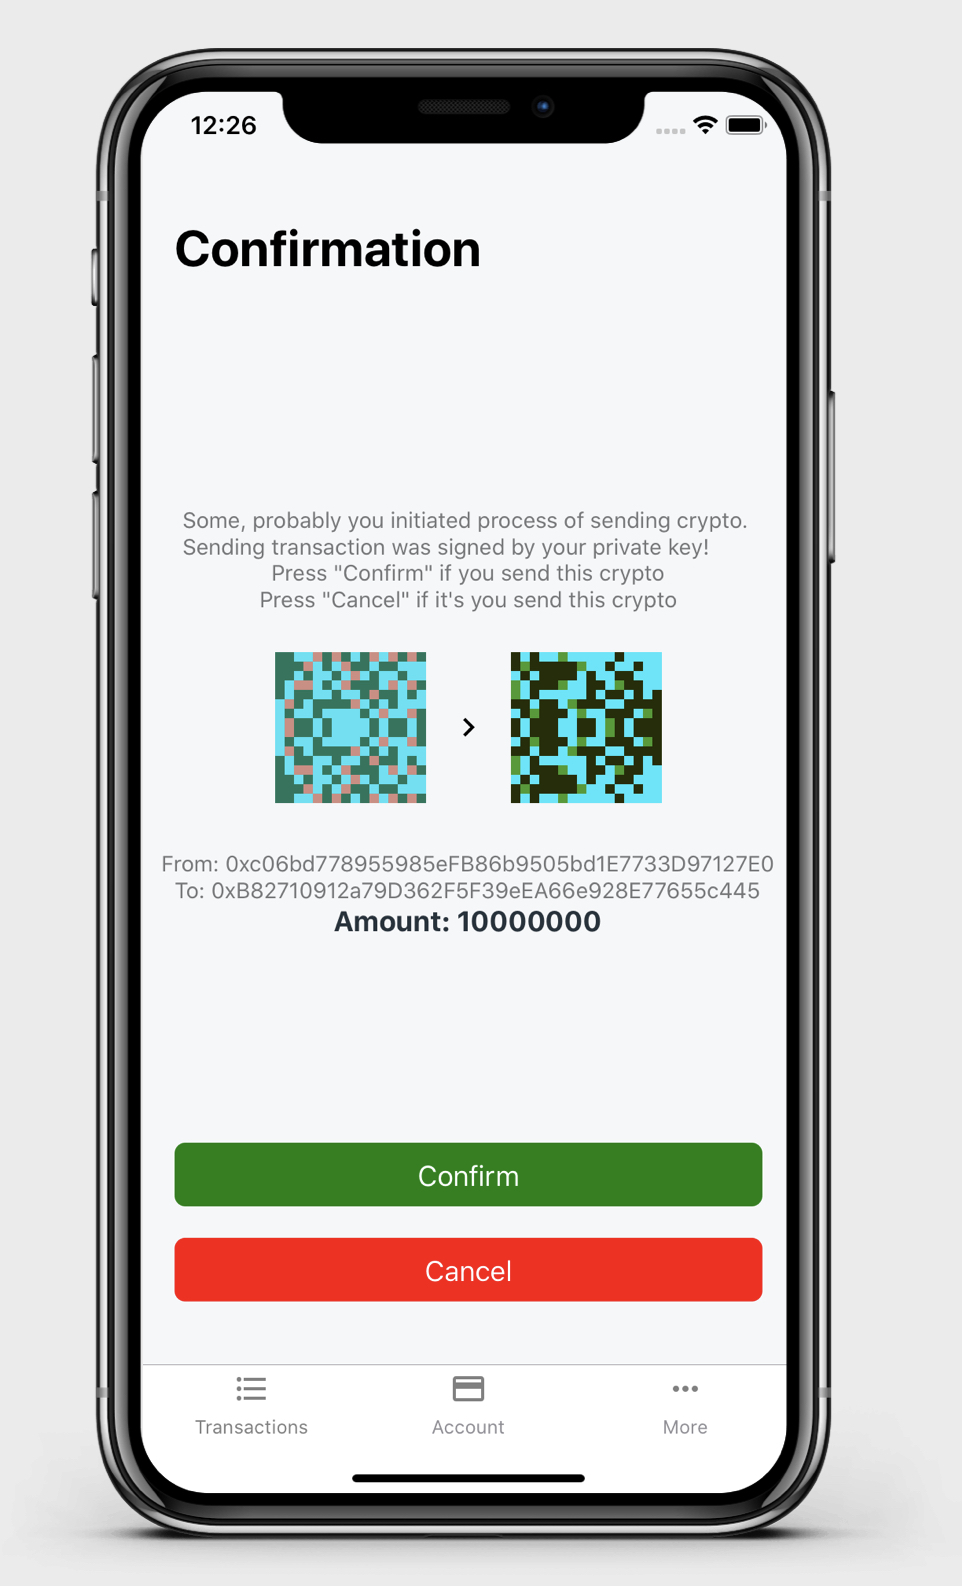 12:26
Confirmation
Some, probably you initiated process of sending crypto.
Sending transaction was signed by your private key!
Press "Confirm" if you send this crypto
Press "Cancel" if it's you send this crypto
From: 0xc06bd778955985eFB86b9505bd1E7733D97127E0
To: 0xB82710912a79D362F5F39eEA66e928E77655c445
Amount: 10000000
Confirm
Cancel
Transactions
Account
More